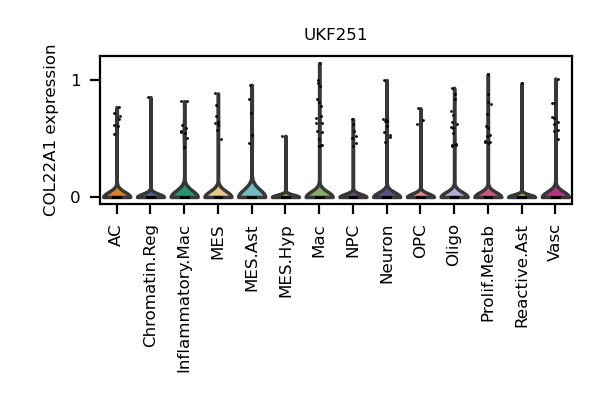 UKF251
COL22A1 expression
1
0
AC
Chromatin.Reg
Inflammatory.Mac
MES
MES.Ast
MES.Hyp
Mac
NPC
Neuron
OPC
Oligo
Prolif.Metab
Reactive.Ast
Vasc